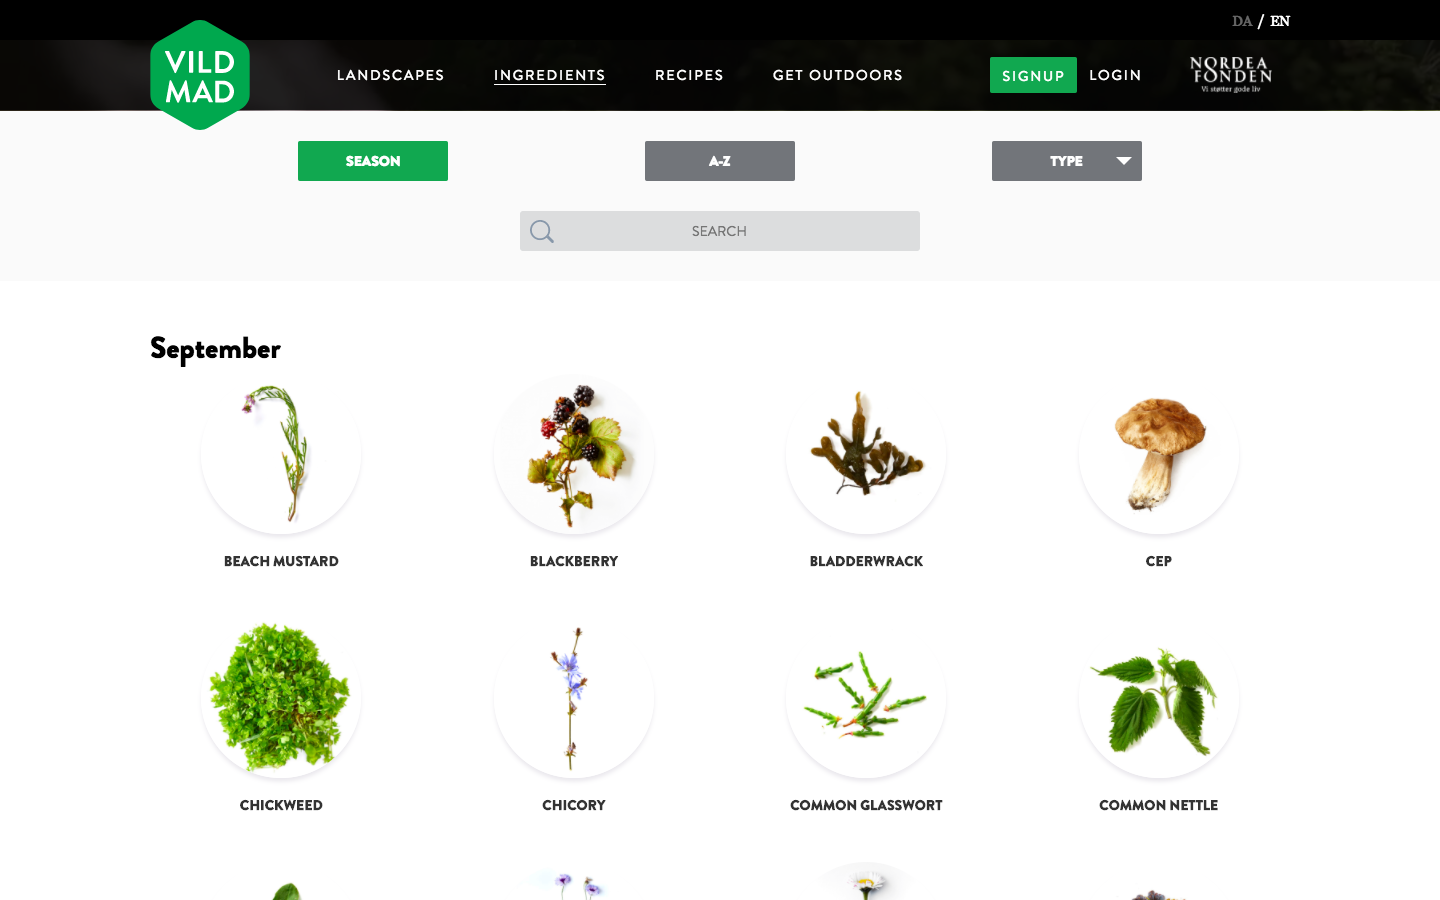 DA / EN
VILD
MAD
LANDSCAPES
INGREDIENTS
RECIPES
GET OUTDOORS
SIGNUP
LOGIN
NORDEA
FONDEN
Vi støtter gode liv
SEASON
A-Z
TYPE
SEARCH
September
BEACH MUSTARD
BLACKBERRY
BLADDERWRACK
CEP
CHICKWEED
CHICORY
COMMON GLASSWORT
COMMON NETTLE